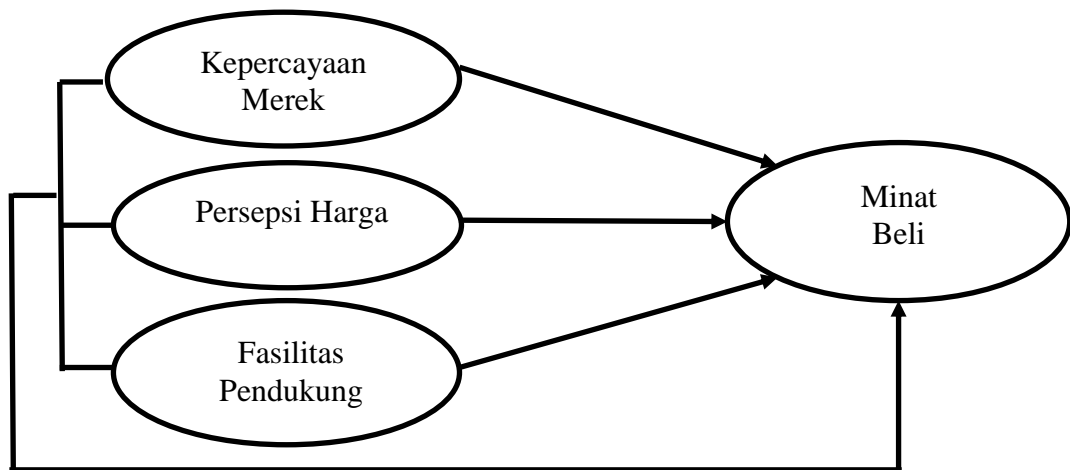 Kepercayaan
Merek
Persepsi Harga
Minat
Beli
Fasilitas
Pendukung